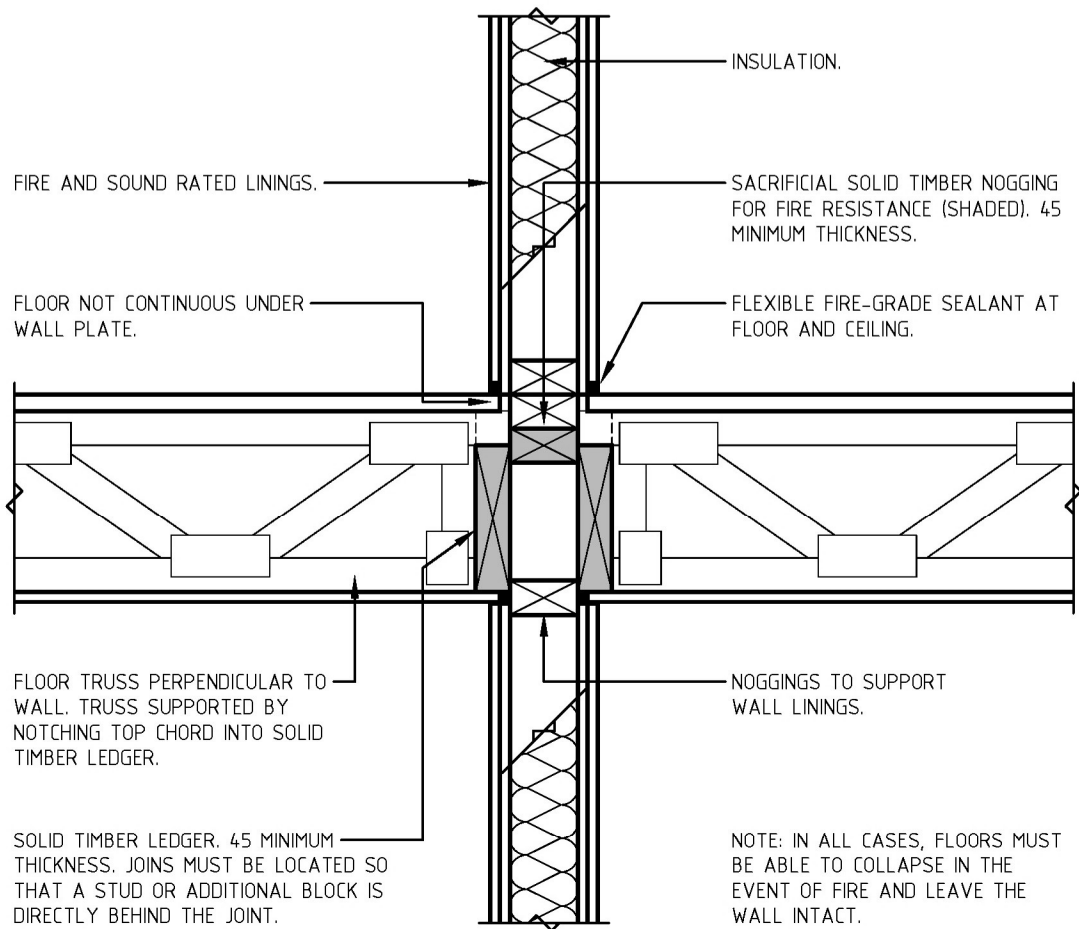 INSULATION.
FIRE AND SOUND RATED LININGS.
SACRIFICIAL SOLID TIMBER NOGGING
FOR FIRE RESISTANCE (SHADED). 45
MINIMUM THICKNESS.
FLOOR NOT CONTINUOUS UNDER
WALL PLATE.
FLEXIBLE FIRE-GRADE SEALANT AT
FLOOR AND CEILING.
FLOOR TRUSS PERPENDICULAR TO
WALL. TRUSS SUPPORTED BY
NOTCHING TOP CHORD INTO SOLID
TIMBER LEDGER.
NOGGINGS TO SUPPORT
WALL LININGS.
SOLID TIMBER LEDGER. 45 MINIMUM
THICKNESS. JOINS MUST BE LOCATED SO
THAT A STUD OR ADDITIONAL BLOCK IS
DIRECTLY BEHIND THE JOINT.
NOTE: IN ALL CASES, FLOORS MUST
BE ABLE TO COLLAPSE IN THE
EVENT OF FIRE AND LEAVE THE
WALL INTACT.